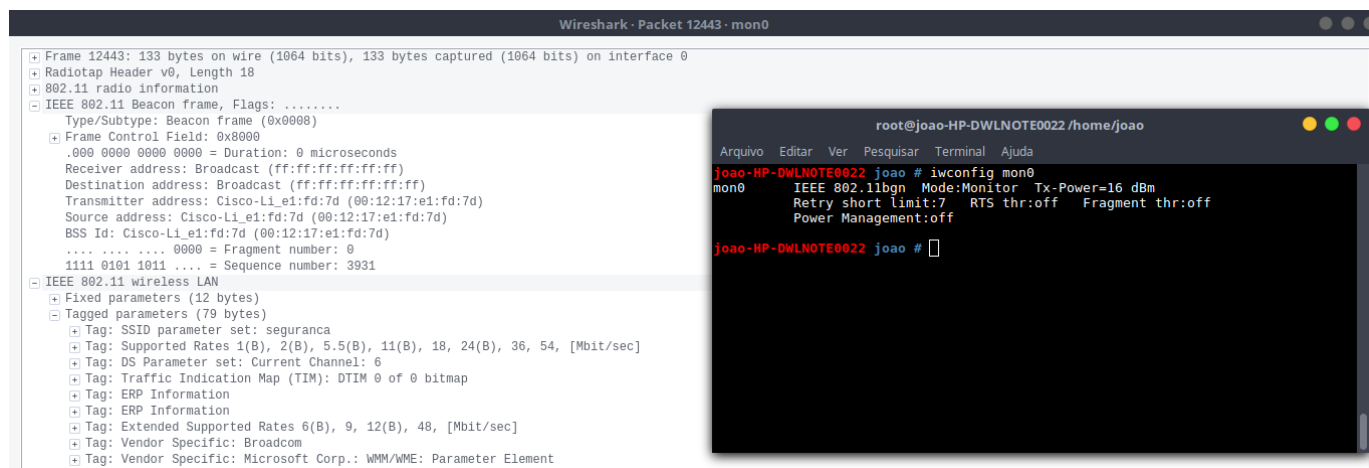 Wireshark · Packet 12443 · mon0
Frame 12443: 133 bytes on wire (1064 bits), 133 bytes captured (1064 bits) on interface 0
Radiotap Header v0, Length 18
802.11 radio information
IEEE 802.11 Beacon frame, Flags: ........
Type/Subtype: Beacon frame (0x0008)
Frame Control Field: 0x8000
.000 0000 0000 0000 = Duration: 0 microseconds
Receiver address: Broadcast (ff:ff:ff:ff:ff:ff)
Destination address: Broadcast (ff:ff:ff:ff:ff:ff)
Transmitter address: Cisco-Li_e1:fd:7d (00:12:17:e1:fd:7d)
Source address: Cisco-Li_e1:fd:7d (00:12:17:e1:fd:7d)
BSS Id: Cisco-Li_e1:fd:7d (00:12:17:e1:fd:7d)
.... .... .... 0000 = Fragment number: 0
1111 0101 1011 .... = Sequence number: 3931
IEEE 802.11 wireless LAN
Fixed parameters (12 bytes)
Tagged parameters (79 bytes)
Tag: SSID parameter set: seguranca
Tag: Supported Rates 1(B), 2(B), 5.5(B), 11(B), 18, 24(B), 36, 54, [Mbit/sec]
Tag: DS Parameter set: Current Channel: 6
Tag: Traffic Indication Map (TIM): DTIM 0 of 0 bitmap
Tag: ERP Information
Tag: ERP Information
Tag: Extended Supported Rates 6(B), 9, 12(B), 48, [Mbit/sec]
Tag: Vendor Specific: Broadcom
Tag: Vendor Specific: Microsoft Corp.: WMM/WME: Parameter Element
root@joao-HP-DWLNOTE0022 /home/joao
Arquivo Editar Ver Pesquisar Terminal Ajuda
joao-HP-DWLNOTE0022 joao # iwconfig mon0
mon0 IEEE 802.11bgn Mode:Monitor Tx-Power=16 dBm
Retry short limit:7 RTS thr:off Fragment thr:off
Power Management:off
joao-HP-DWLNOTE0022 joao #